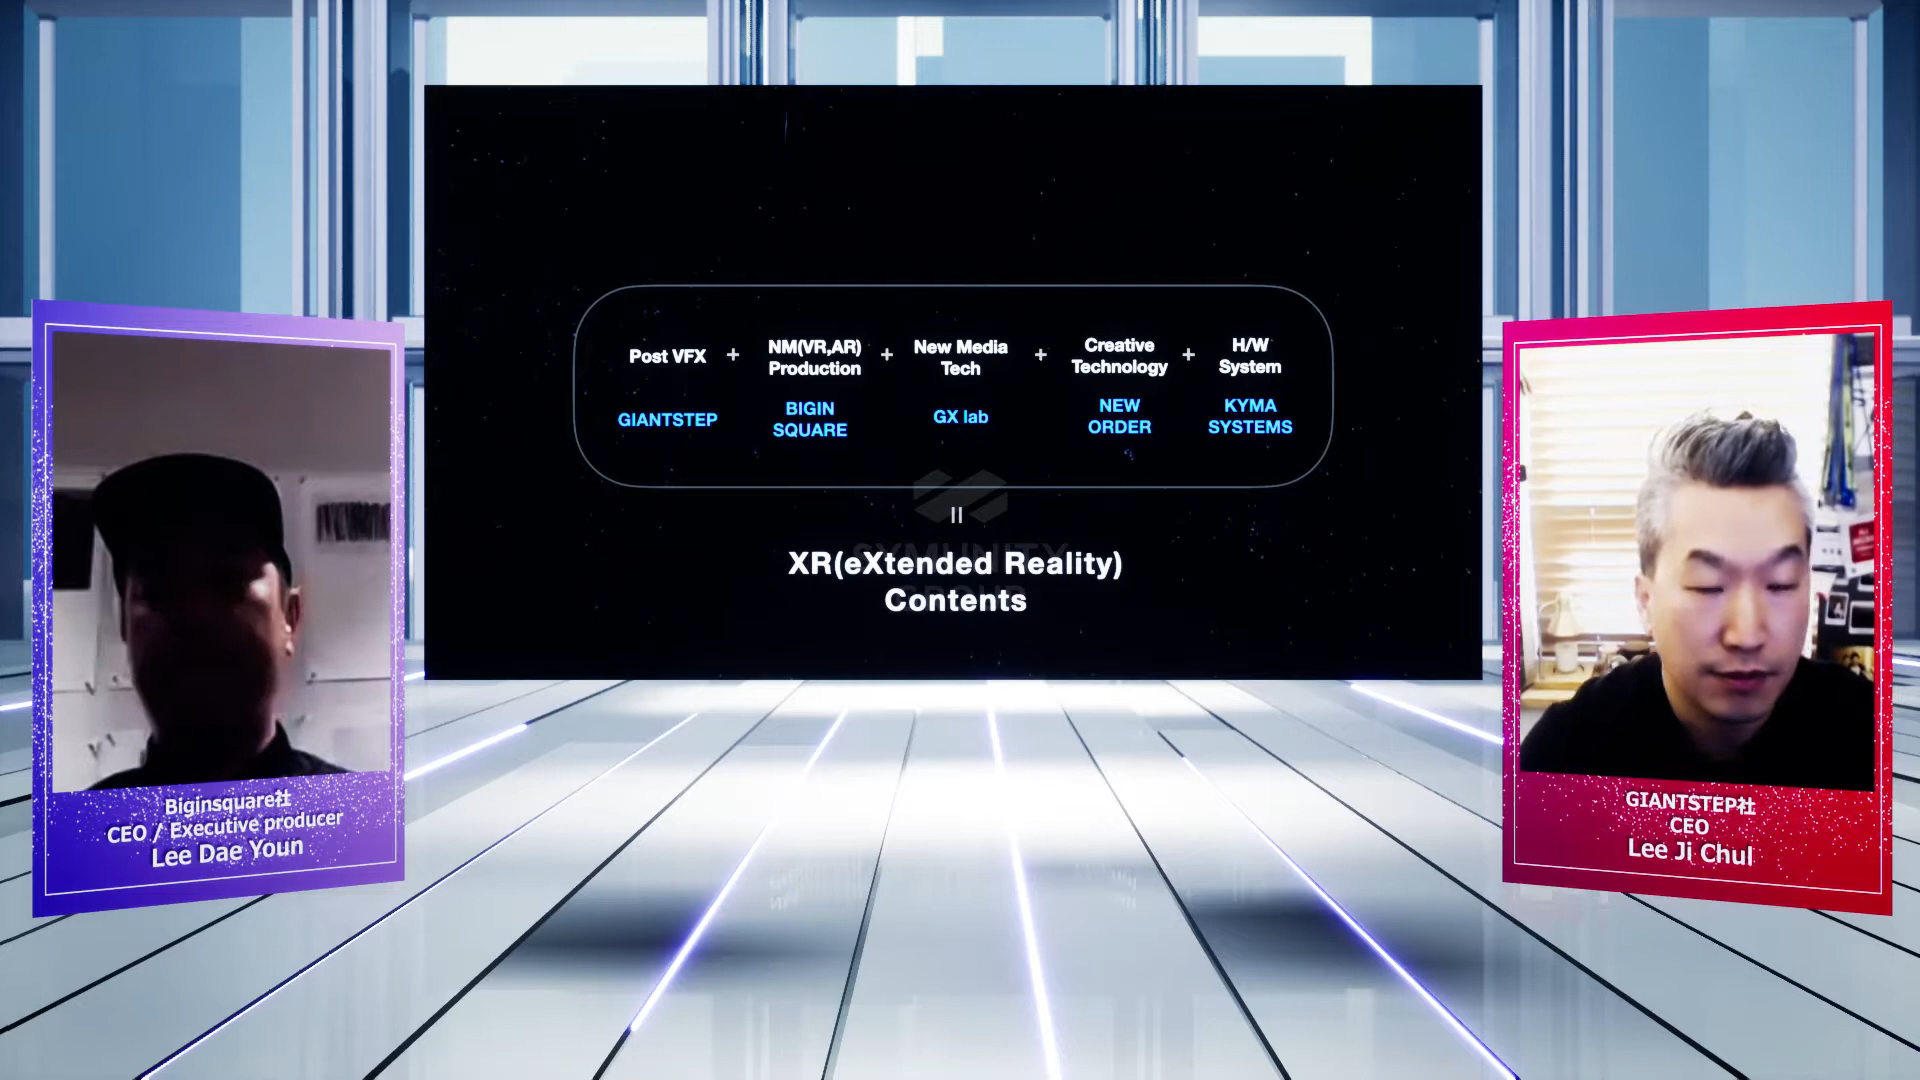 Post VFX + NM(VR,AR) Production + New Media Tech + Creative Technology + H/W System
GIANTSTEP
BIGIN
SQUARE
GX lab
NEW
ORDER
KYMA
SYSTEMS
=
XR(eXtended Reality)
Contents
Biginsquare社
CEO / Executive producer
Lee Dae Youn
GIANTSTEP社
CEO
Lee Ji Chul